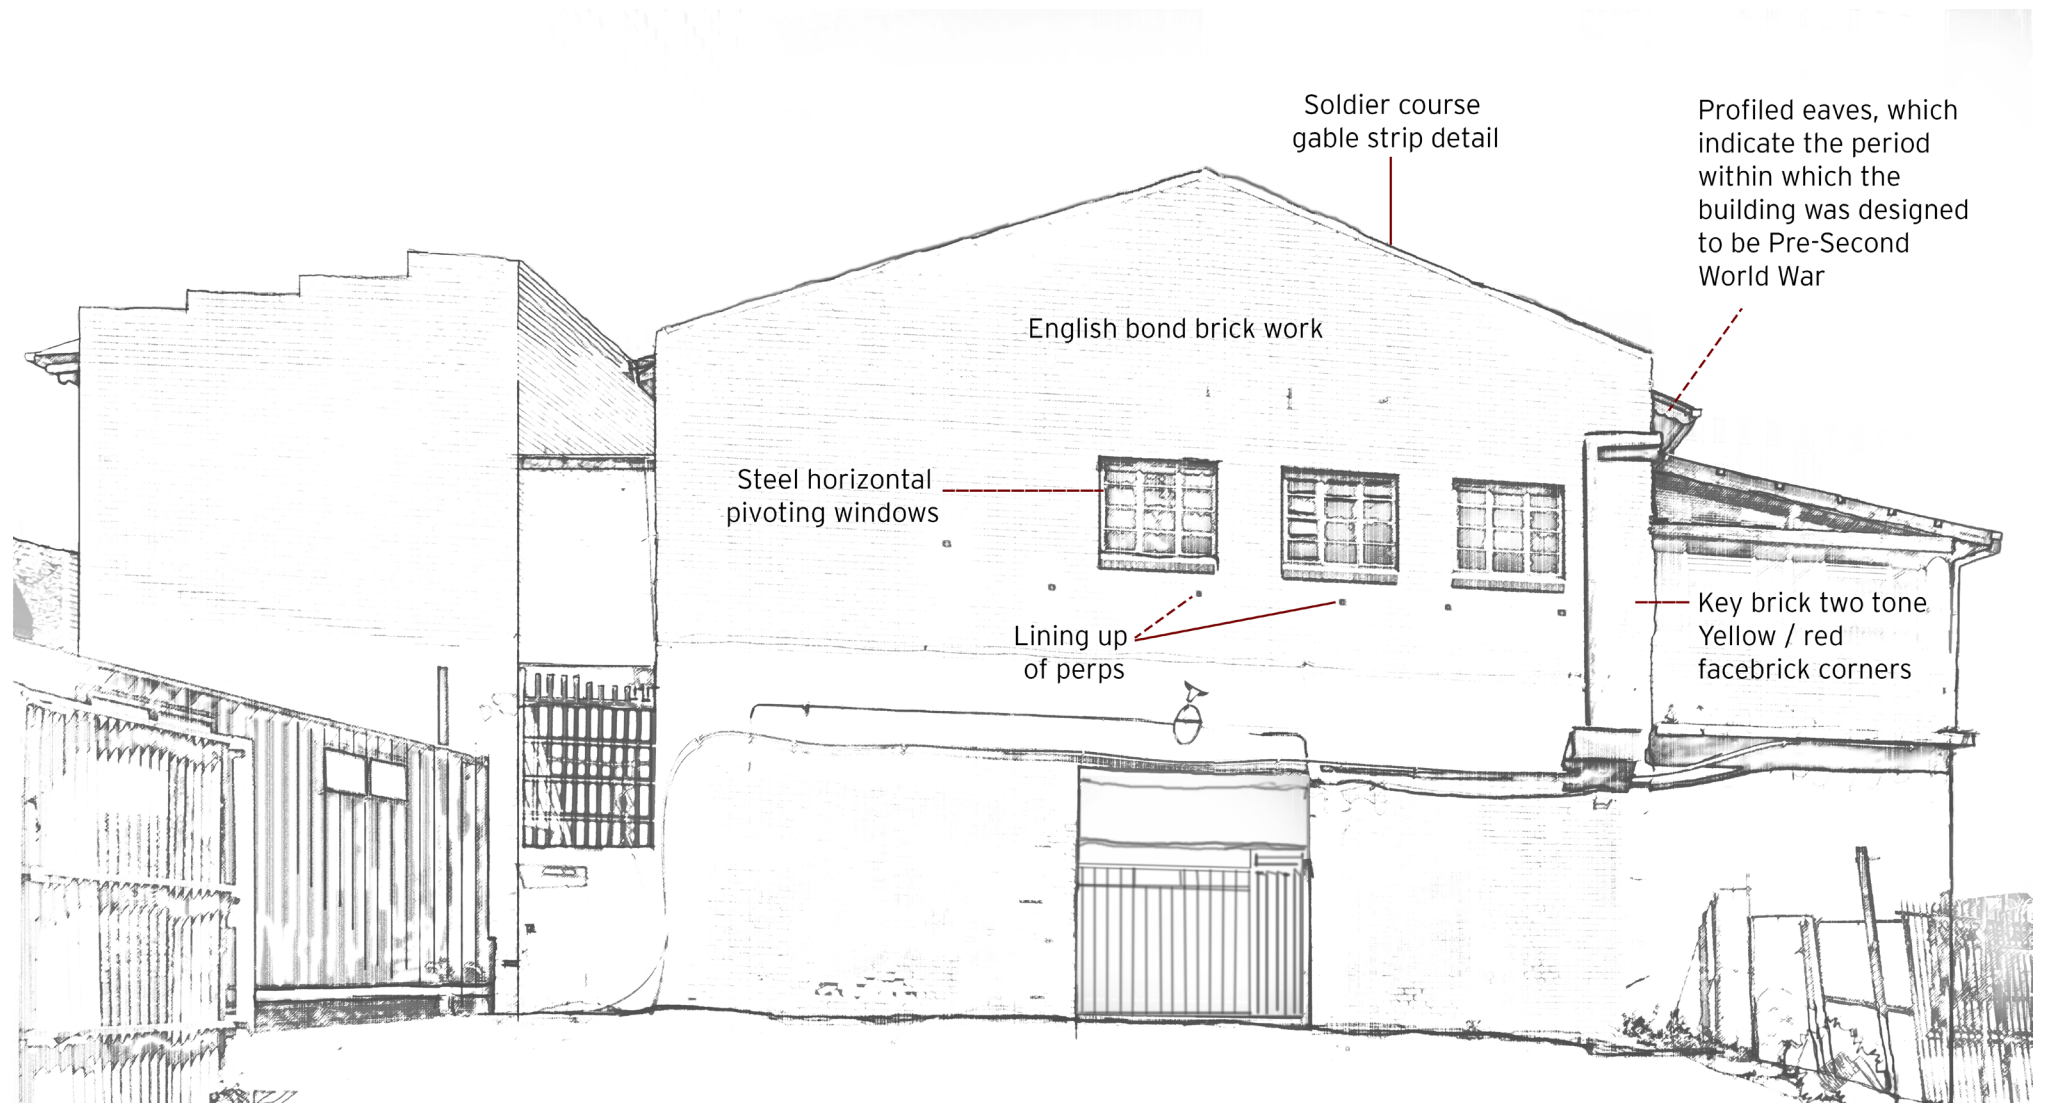 Soldier course
gable strip detail
Profiled eaves, which
indicate the period
within which the
building was designed
to be Pre-Second
World War
English bond brick work
Steel horizontal
pivoting windows
Lining up
of perps
Key brick two tone
Yellow / red
facebrick corners